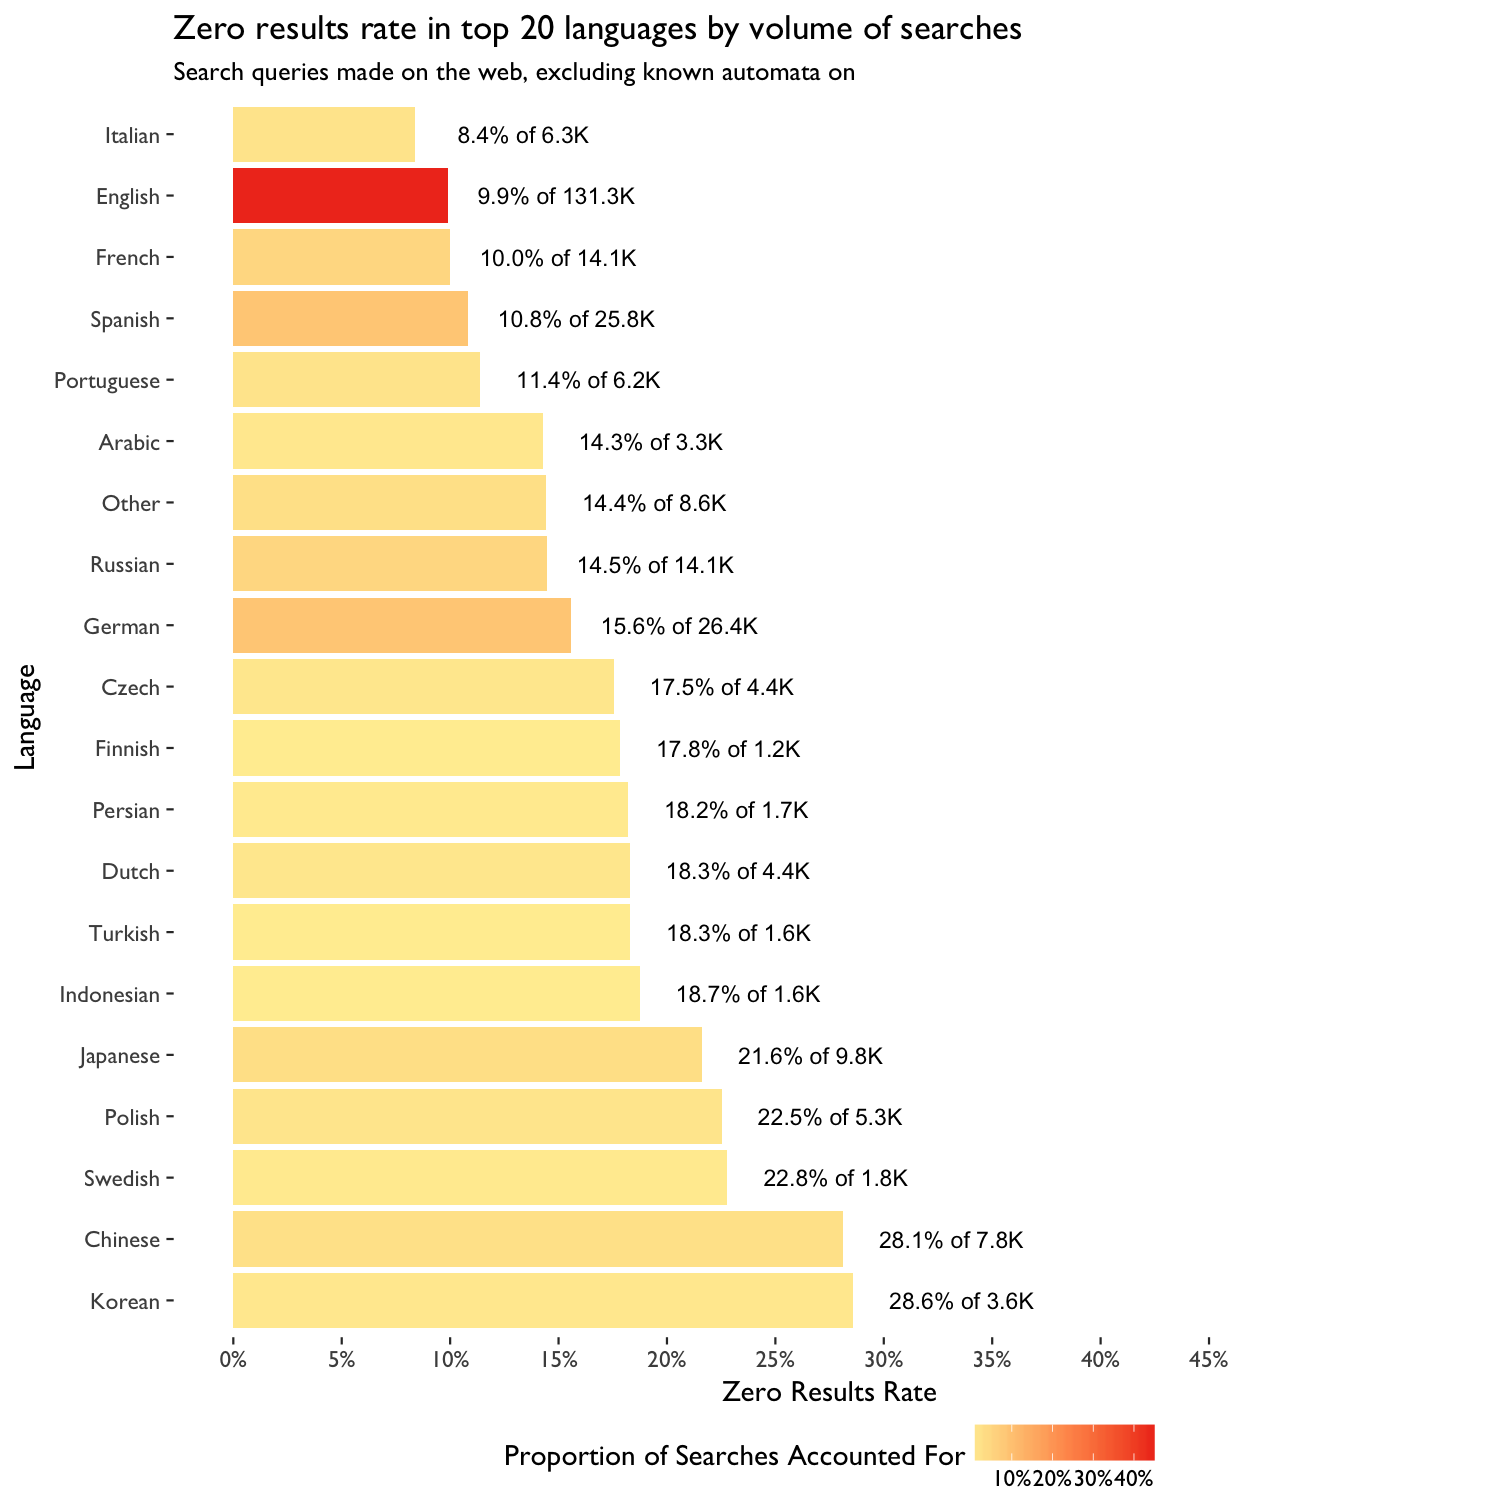 Zero results rate in top 20 languages by volume of searches
Search queries made on the web, excluding known automata on
Italian 8.4% of 6.3K
English 9.9% of 131.3K
French 10.0% of 14.1K
Spanish 10.8% of 25.8K
Portuguese 11.4% of 6.2K
Arabic 14.3% of 3.3K
Other 14.4% of 8.6K
Russian 14.5% of 14.1K
German 15.6% of 26.4K
Czech 17.5% of 4.4K
Finnish 17.8% of 1.2K
Persian 18.2% of 1.7K
Dutch 18.3% of 4.4K
Turkish 18.3% of 1.6K
Indonesian 18.7% of 1.6K
Japanese 21.6% of 9.8K
Polish 22.5% of 5.3K
Swedish 22.8% of 1.8K
Chinese 28.1% of 7.8K
Korean 28.6% of 3.6K
Language
0% 5% 10% 15% 20% 25% 30% 35% 40% 45%
Zero Results Rate
Proportion of Searches Accounted For
10%20%30%40%